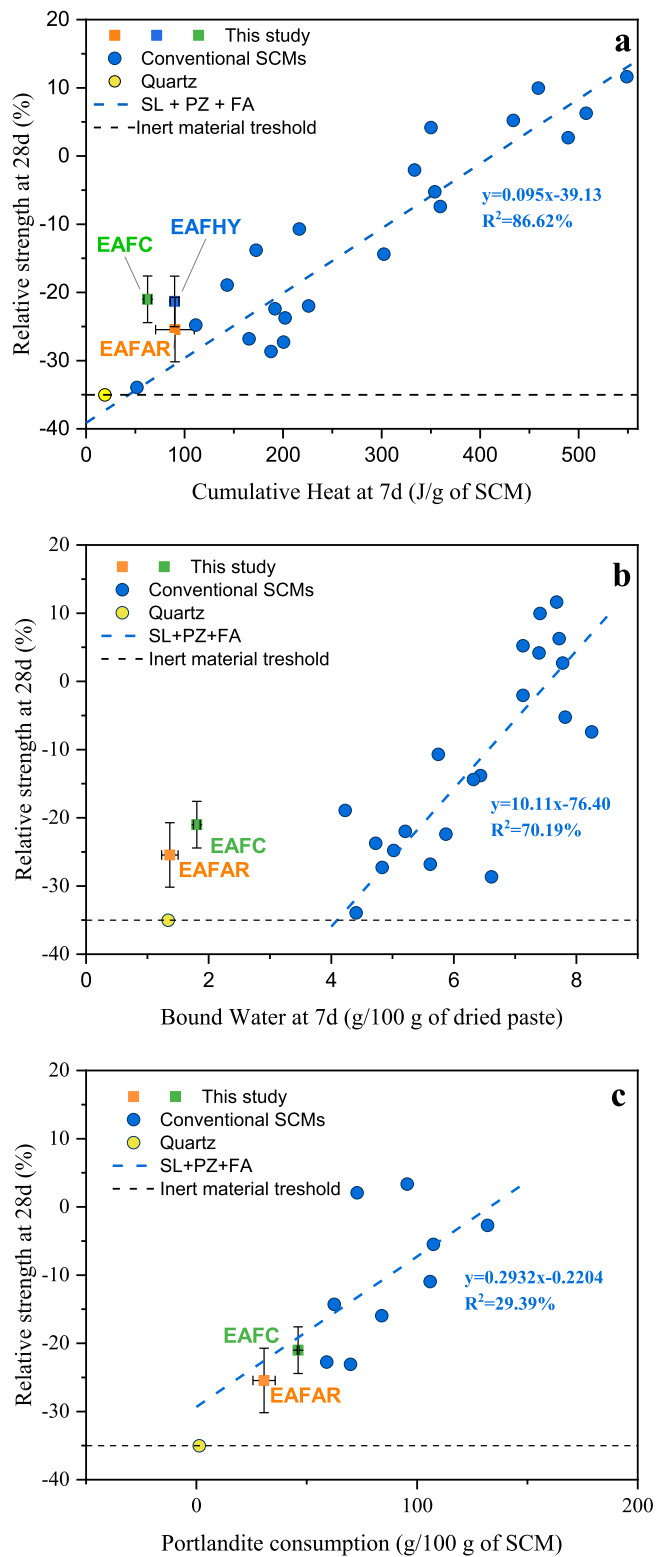 20
10
0
-10
-20
-30
-40
Relative strength at 28d (%)
This study
Conventional SCMs
Quartz
SL + PZ + FA
Inert material treshold
a
y=0.095x-39.13
R²=86.62%
EAFHY
EAFC
EAFAR
0 100 200 300 400 500
Cumulative Heat at 7d (J/g of SCM)
20
10
0
-10
-20
-30
-40
Relative strength at 28d (%)
This study
Conventional SCMs
Quartz
SL+PZ+FA
Inert material treshold
b
y=10.11x-76.40
R²=70.19%
EAFC
EAFAR
0 2 4 6 8
Bound Water at 7d (g/100 g of dried paste)
20
10
0
-10
-20
-30
-40
Relative strength at 28d (%)
This study
Conventional SCMs
Quartz
SL+PZ+FA
Inert material treshold
c
y=0.2932x-0.2204
R²=29.39%
EAFC
EAFAR
0 100 200
Portlandite consumption (g/100 g of SCM)